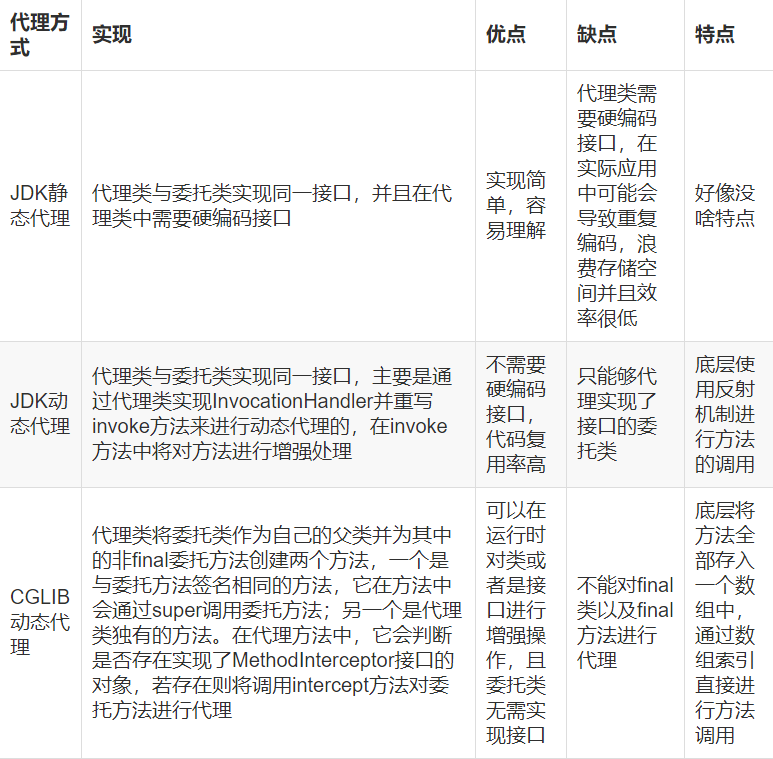 代理方
式
实现
优点
缺点
特点
JDK静
态代理
代理类与委托类实现同一接口，并且在代
理类中需要硬编码接口
实现简
单，容
易理解
代理类需
要硬编码
接口，在
实际应用
中可能会
导致重复
编码，浪
费存储空
间并且效
率很低
好像没
啥特点
JDK动
态代理
代理类与委托类实现同一接口，主要是通
过代理类实现InvocationHandler并重写
invoke方法来进行动态代理的，在invoke
方法中将对方法进行增强处理
不需要
硬编码
接口，
代码复
用率高
只能够代
理实现了
接口的委
托类
底层使
用反射
机制进
行方法
的调用
CGLIB
动态代
理
代理类将委托类作为自己的父类并为其中
的非final委托方法创建两个方法，一个是
与委托方法签名相同的方法，它在方法中
会通过super调用委托方法；另一个是代理
类独有的方法。在代理方法中，它会判断
是否存在实现了MethodInterceptor接口的
对象，若存在则将调用intercept方法对委
托方法进行代理
可以在
运行时
对类或
者是接
口进行
增强操
作，且
委托类
无需实
现接口
不能对final
类以及final
方法进行
代理
底层将
方法全
部存入
一个数
组中，
通过数
组索引
直接进
行方法
调用